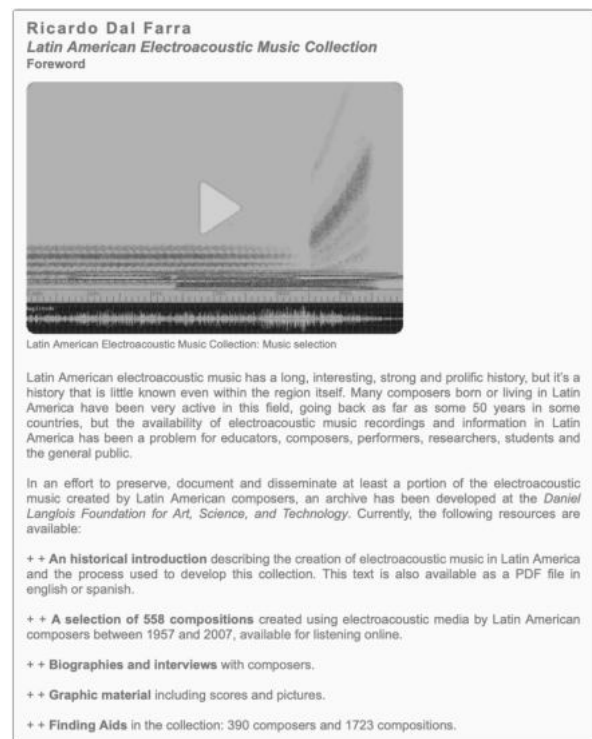 Ricardo Dal Farra
Latin American Electroacoustic Music Collection
Foreword
Latin American Electroacoustic Music Collection: Music selection
Latin American electroacoustic music has a long, interesting, strong and prolific history, but it's a
history that is little known even within the region itself. Many composers born or living in Latin
America have been very active in this field, going back as far as some 50 years in some
countries, but the availability of electroacoustic music recordings and information in Latin
America has been a problem for educators, composers, performers, researchers, students and
the general public.
In an effort to preserve, document and disseminate at least a portion of the electroacoustic
music created by Latin American composers, an archive has been developed at the Daniel
Langlois Foundation for Art, Science, and Technology. Currently, the following resources are
available:
+ + An historical introduction describing the creation of electroacoustic music in Latin America
and the process used to develop this collection. This text is also available as a PDF file in
english or spanish.
+ + A selection of 558 compositions created using electroacoustic media by Latin American
composers between 1957 and 2007, available for listening online.
+ + Biographies and interviews with composers.
+ + Graphic material including scores and pictures.
+ + Finding Aids in the collection: 390 composers and 1723 compositions.